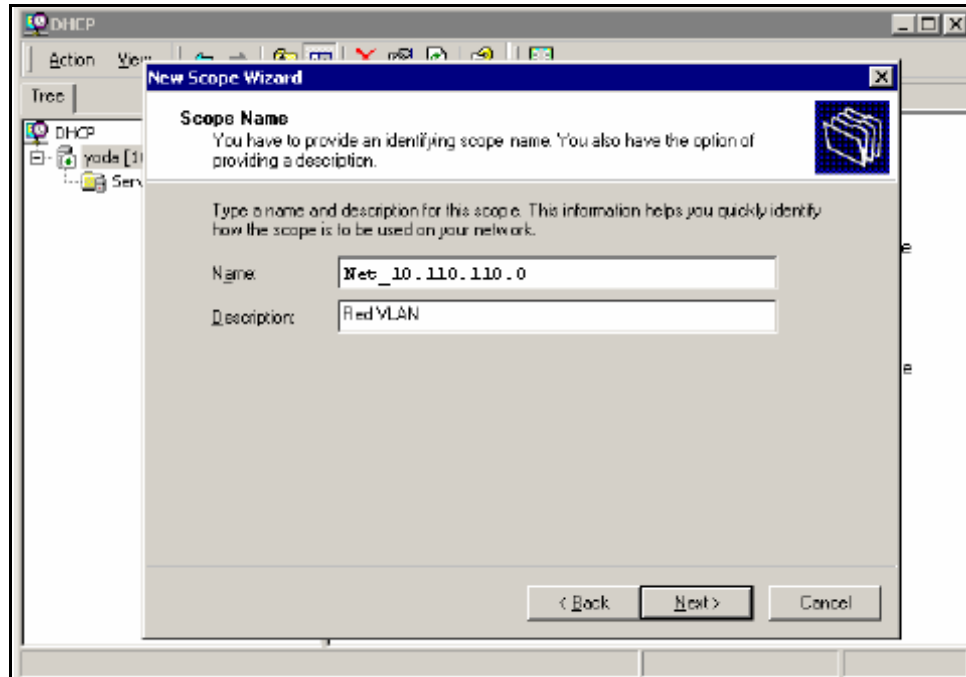 DHCP
Action View
Tree
DHCP
yoda [1
Serv
New Scope Wizard
Scope Name
You have to provide an identifying scope name. You also have the option of
providing a description.
Type a name and description for this scope. This information helps you quickly identify
how the scope is to be used on your network.
Name:
Net_10.110.110.0
Description:
Red VLAN
e
e
< Back
Next >
Cancel